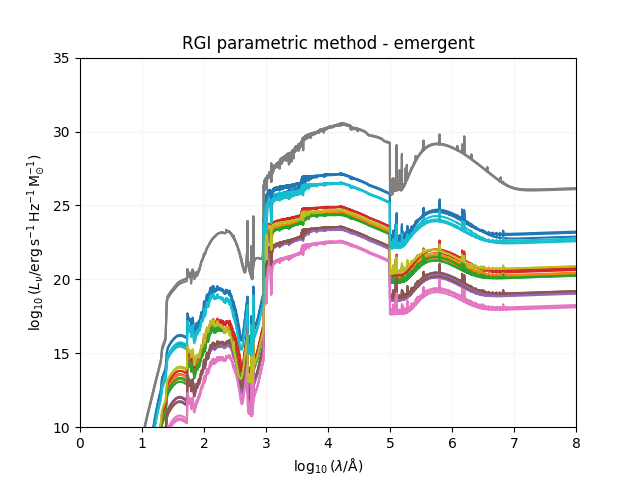 RGI parametric method - emergent
log₁₀ (Lᵥ/erg s⁻¹ Hz⁻¹ M☉⁻¹)
35
30
25
20
15
10
0 1 2 3 4 5 6 7 8
log₁₀ (λ/Å)